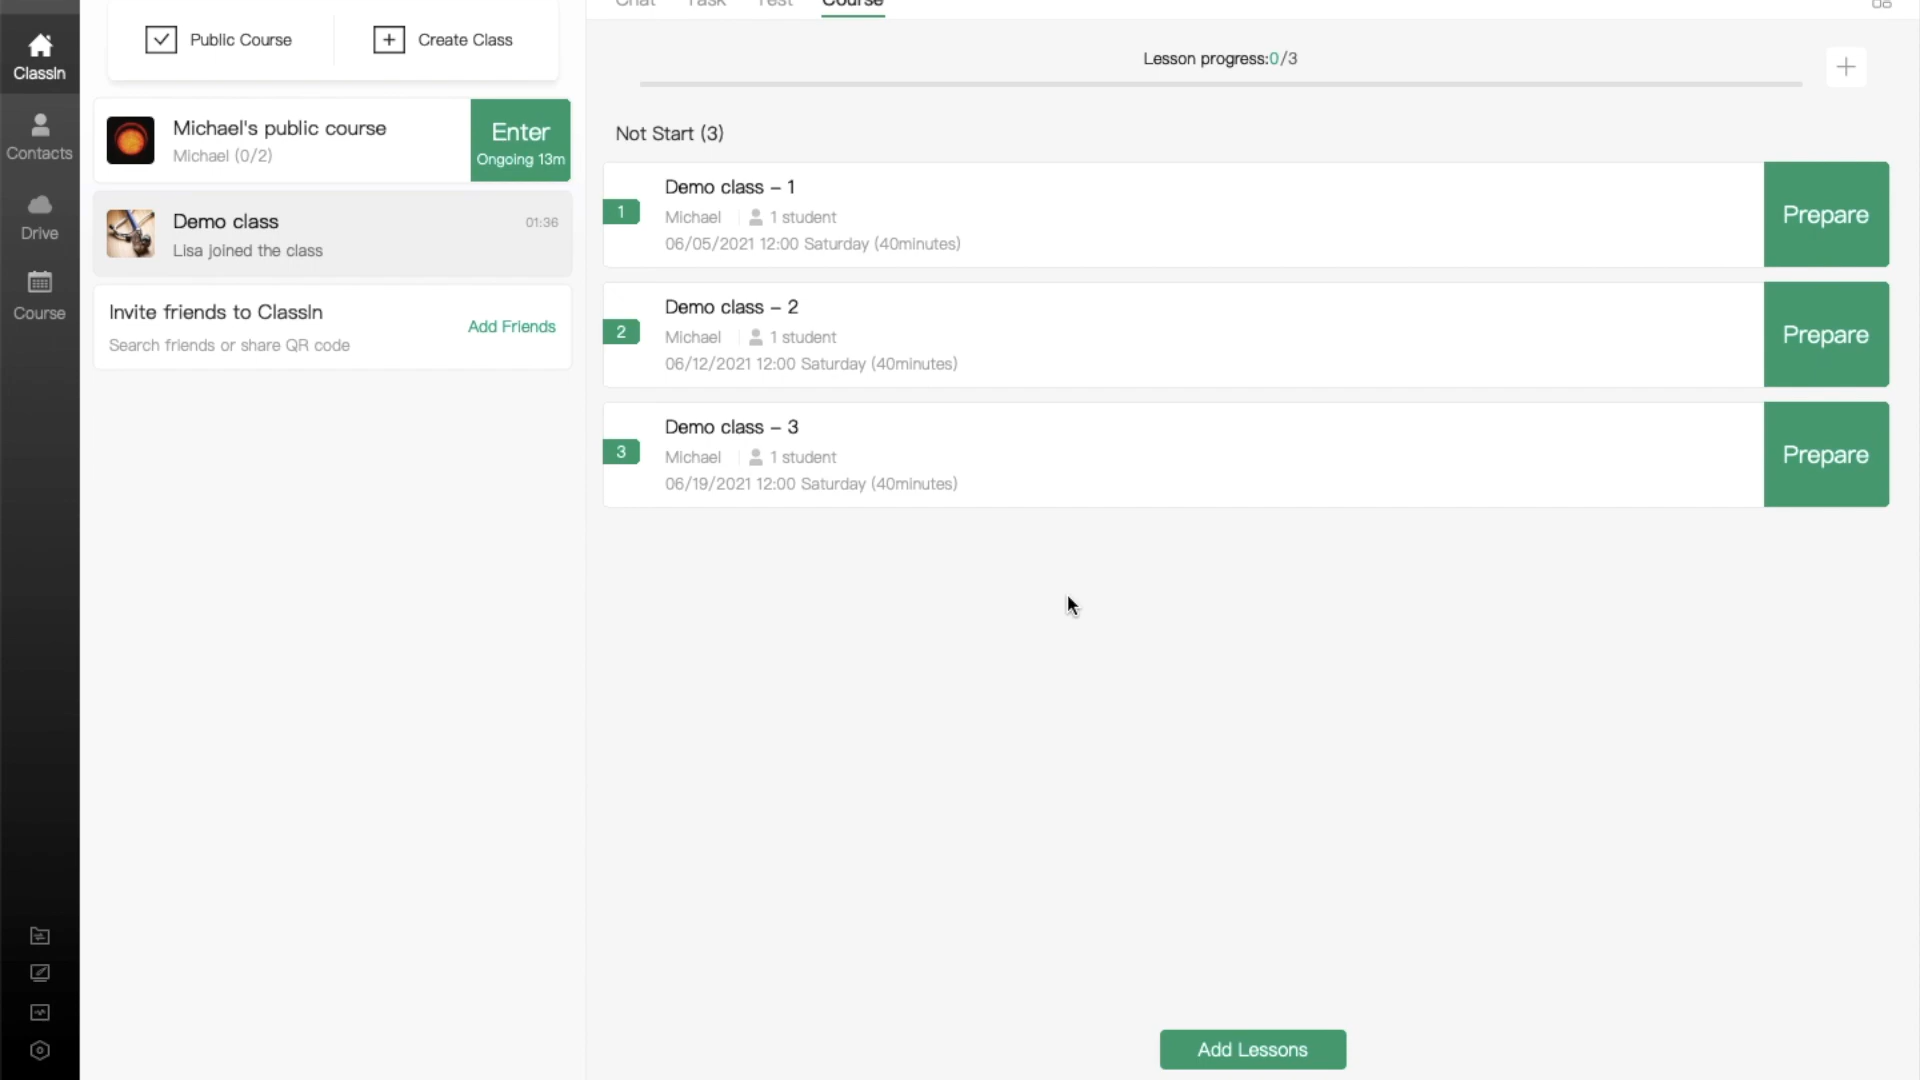 ClassIn
Contacts
Drive
Course
Public Course
Create Class
Michael's public course
Michael (0/2)
Enter
Ongoing 13m
Demo class
01:36
Lisa joined the class
Invite friends to ClassIn
Search friends or share QR code
Add Friends
Chat Task Test Course
Lesson progress:0/3
Not Start (3)
1
Demo class – 1
Michael 1 student
06/05/2021 12:00 Saturday (40minutes)
Prepare
2
Demo class – 2
Michael 1 student
06/12/2021 12:00 Saturday (40minutes)
Prepare
3
Demo class – 3
Michael 1 student
06/19/2021 12:00 Saturday (40minutes)
Prepare
Add Lessons